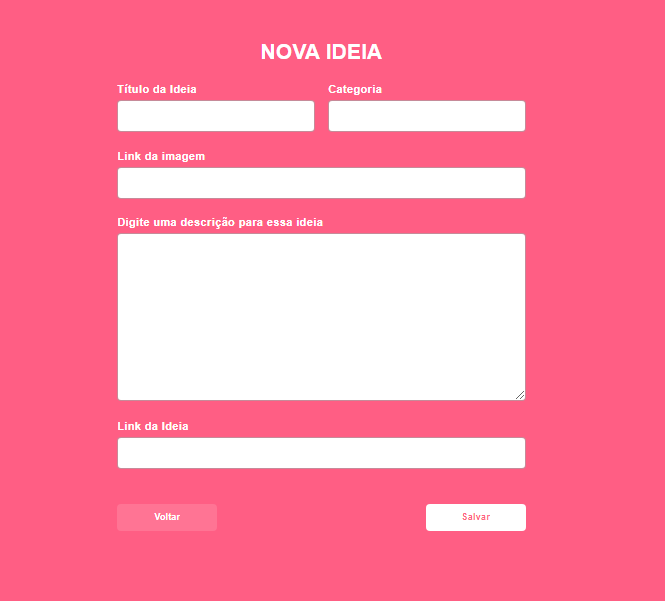 NOVA IDEIA
Título da Ideia
Categoria
Link da imagem
Digite uma descrição para essa ideia
Link da Ideia
Voltar
Salvar